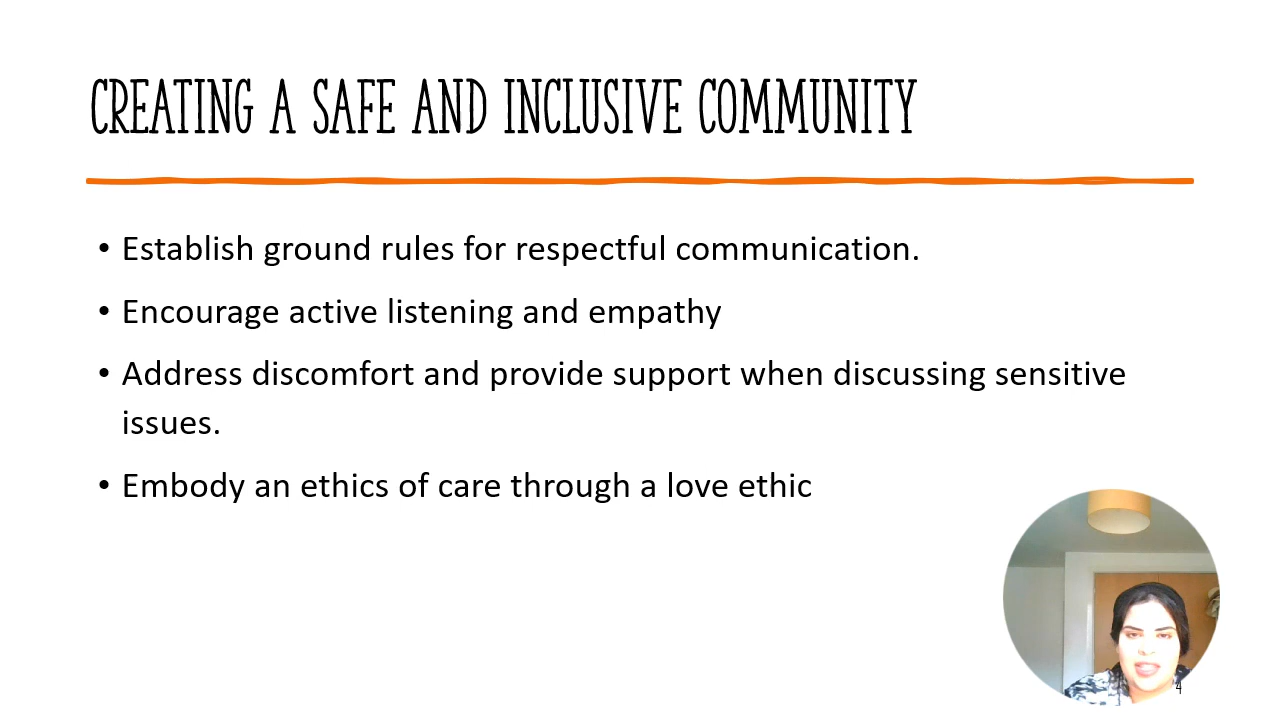 CREATING A SAFE AND INCLUSIVE COMMUNITY
• Establish ground rules for respectful communication.
• Encourage active listening and empathy
• Address discomfort and provide support when discussing sensitive
issues.
• Embody an ethics of care through a love ethic
4